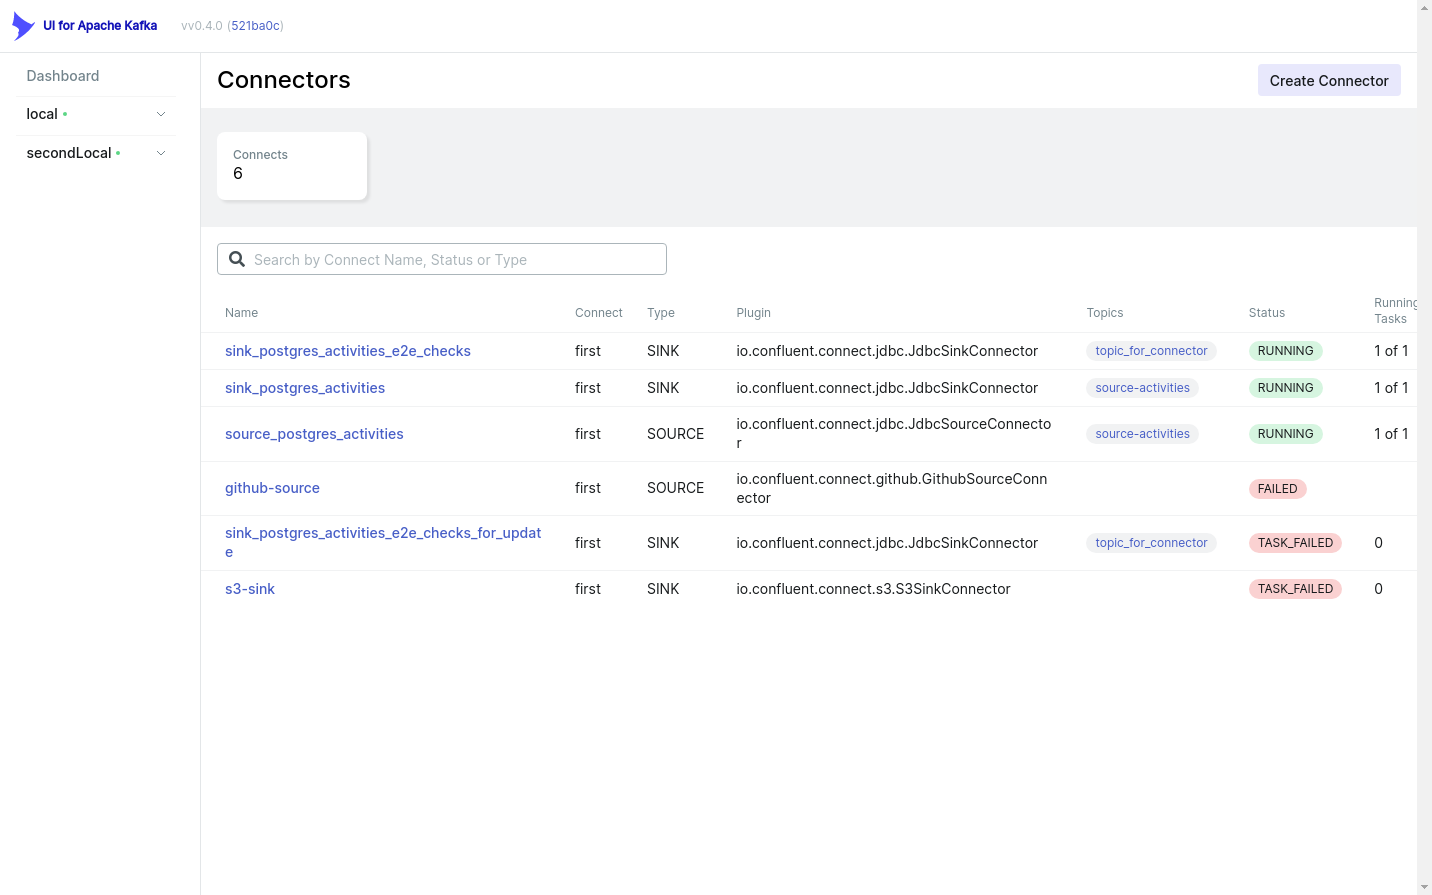 UI for Apache Kafka vv0.4.0 (521ba0c)
Dashboard
local
secondLocal
Connectors
Create Connector
Connects
6
Search by Connect Name, Status or Type
Name Connect Type Plugin Topics Status Running
Tasks
sink_postgres_activities_e2e_checks first SINK io.confluent.connect.jdbc.JdbcSinkConnector topic_for_connector RUNNING 1 of 1
sink_postgres_activities first SINK io.confluent.connect.jdbc.JdbcSinkConnector source-activities RUNNING 1 of 1
source_postgres_activities first SOURCE io.confluent.connect.jdbc.JdbcSourceConnecto
r source-activities RUNNING 1 of 1
github-source first SOURCE io.confluent.connect.github.GithubSourceConn
ector FAILED
sink_postgres_activities_e2e_checks_for_updat
e first SINK io.confluent.connect.jdbc.JdbcSinkConnector topic_for_connector TASK_FAILED 0
s3-sink first SINK io.confluent.connect.s3.S3SinkConnector TASK_FAILED 0